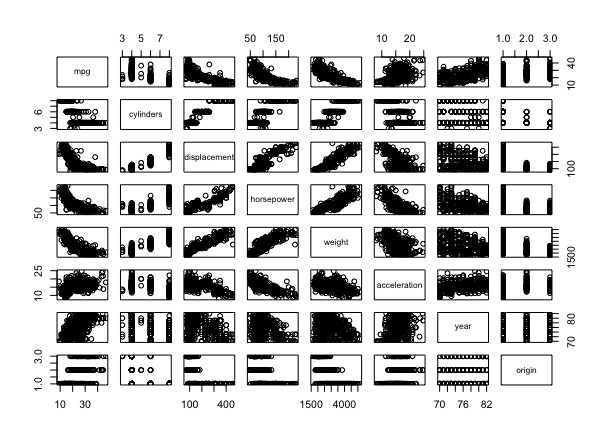 3 5 7 50 150 10 20 1.0 2.0 3.0
mpg 10 40
3 6 cylinders
displacement 100
50 horsepower
weight 1500
10 25 acceleration
year 70 80
1.0 3.0 origin
10 30 100 400 1500 4000 70 76 82